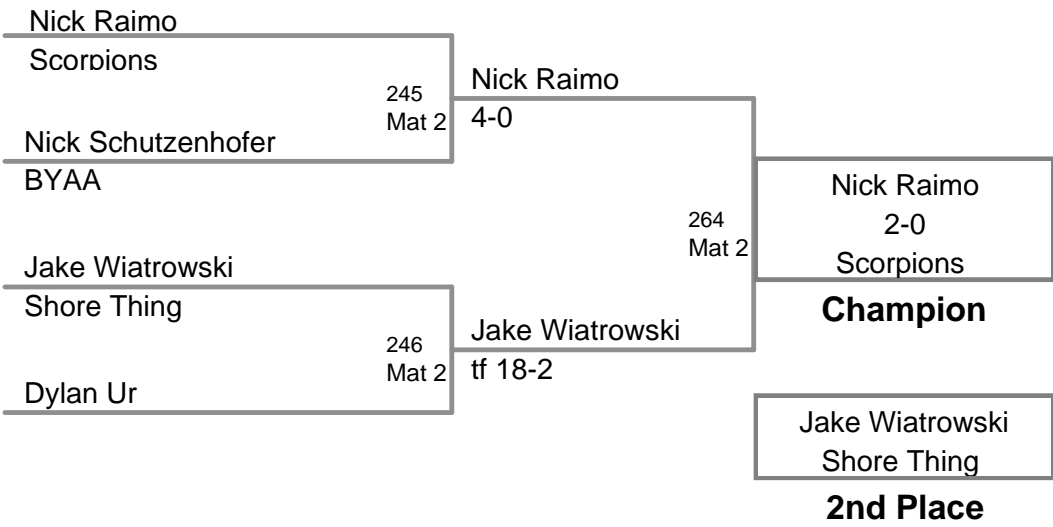 Nick Raimo
Scorpions
245
Mat 2
Nick Raimo
4-0
Nick Schutzenhofer
BYAA
Nick Raimo
2-0
Scorpions
Champion
264
Mat 2
Jake Wiatrowski
Shore Thing
246
Mat 2
Jake Wiatrowski
tf 18-2
Dylan Ur
Jake Wiatrowski
Shore Thing
2nd Place